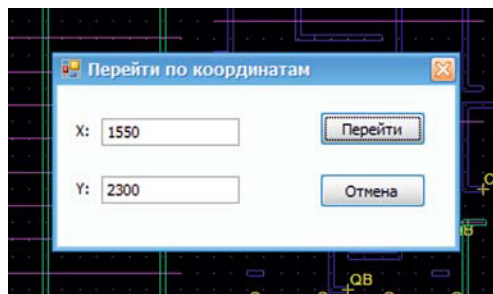 Перейти по координатам
X: 1550
Перейти
Y: 2300
Отмена
QB